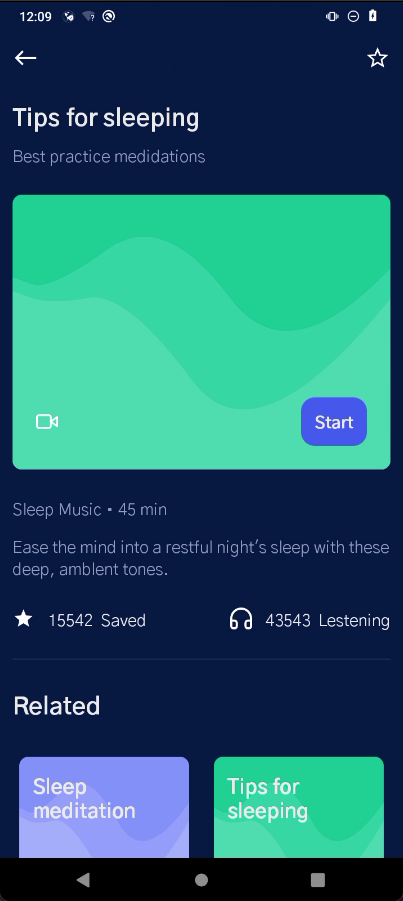 12:09
Tips for sleeping
Best practice medidations
Start
Sleep Music • 45 min
Ease the mind into a restful night's sleep with these
deep, amblent tones.
15542 Saved
43543 Lestening
Related
Sleep
meditation
Tips for
sleeping